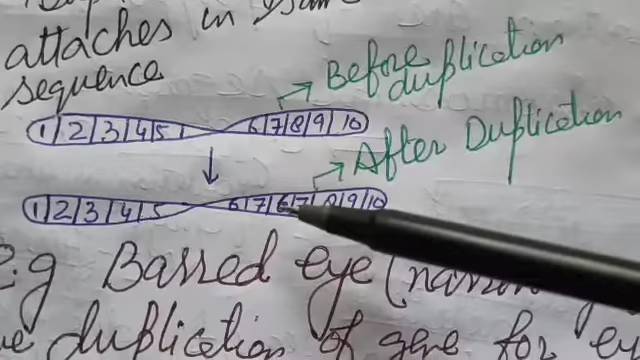 attaches in same
sequence
Before
duplication
1 2 3 4 5 6 7 8 9 10
After Duplication
1 2 3 4 5 6 7 6 7 8 9 10
e.g Barred eye (narrow
duplication of gene for